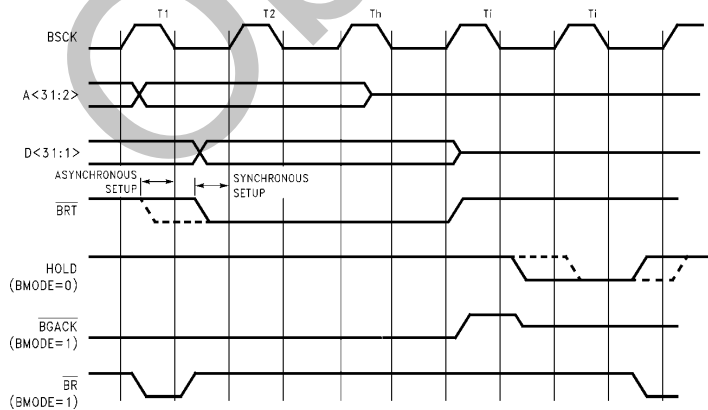 T1 T2 Th Ti Ti
BSCK
A<31:2>
D<31:1>
ASYNCHRONOUS
SETUP
SYNCHRONOUS
SETUP
BRT
HOLD
(BMODE=0)
BGACK
(BMODE=1)
BR
(BMODE=1)